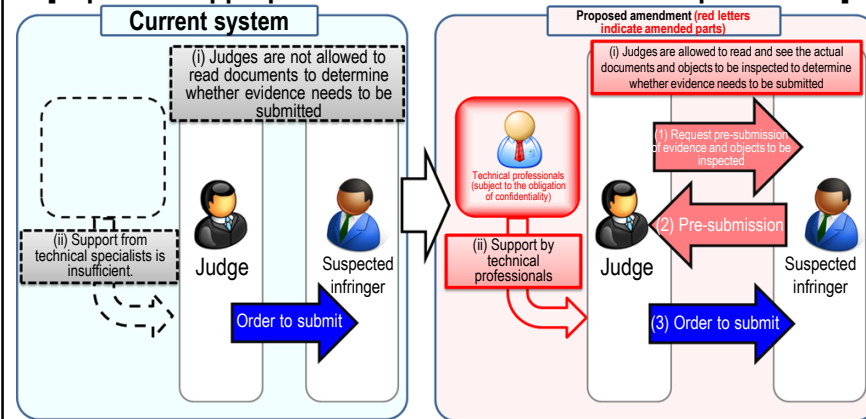 Current system
(i) Judges are not allowed to
read documents to determine
whether evidence needs to be
submitted
(ii) Support from
technical specialists is
insufficient.
Judge
Suspected
infringer
Order to submit
Proposed amendment (red letters
indicate amended parts)
(i) Judges are allowed to read and see the actual
documents and objects to be inspected to determine
whether evidence needs to be submitted
Technical professionals
(subject to the obligation
of confidentiality)
(1) Request pre-submission
of evidence and objects to be
inspected
(2) Pre-submission
(ii) Support by
technical
professionals
Judge
Suspected
infringer
(3) Order to submit